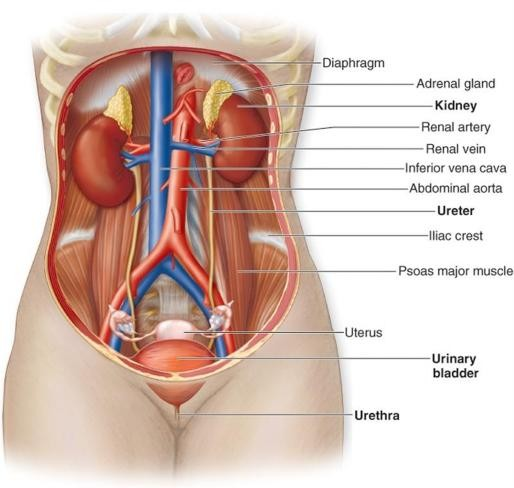 Diaphragm
Adrenal gland
Kidney
Renal artery
Renal vein
Inferior vena cava
Abdominal aorta
Ureter
Iliac crest
Psoas major muscle
Uterus
Urinary
bladder
Urethra